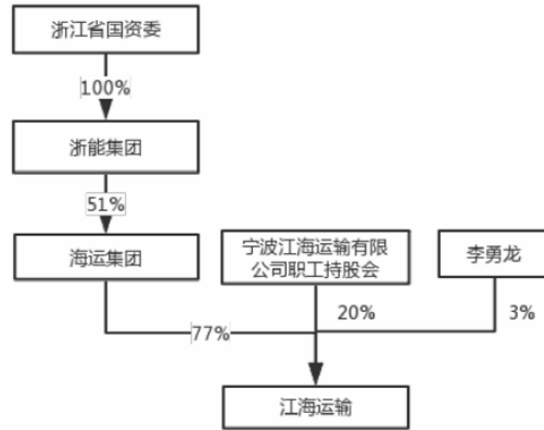 浙江省国资委
100%
浙能集团
51%
海运集团
宁波江海运输有限
公司职工持股会
李勇龙
20%
3%
77%
江海运输